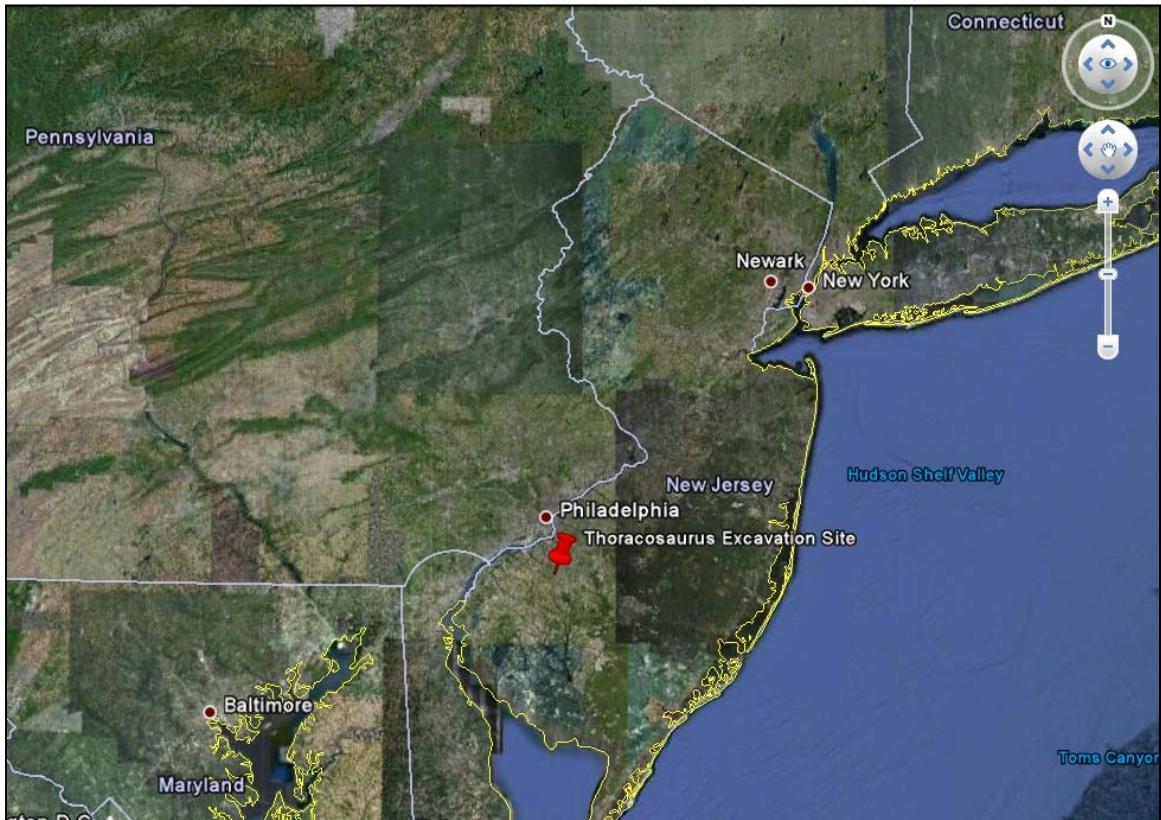 Connecticut
N
Pennsylvania
Newark
New York
Hudson Shelf Valley
New Jersey
Philadelphia
Thoracosaurus Excavation Site
Baltimore
Toms Canyon
Maryland